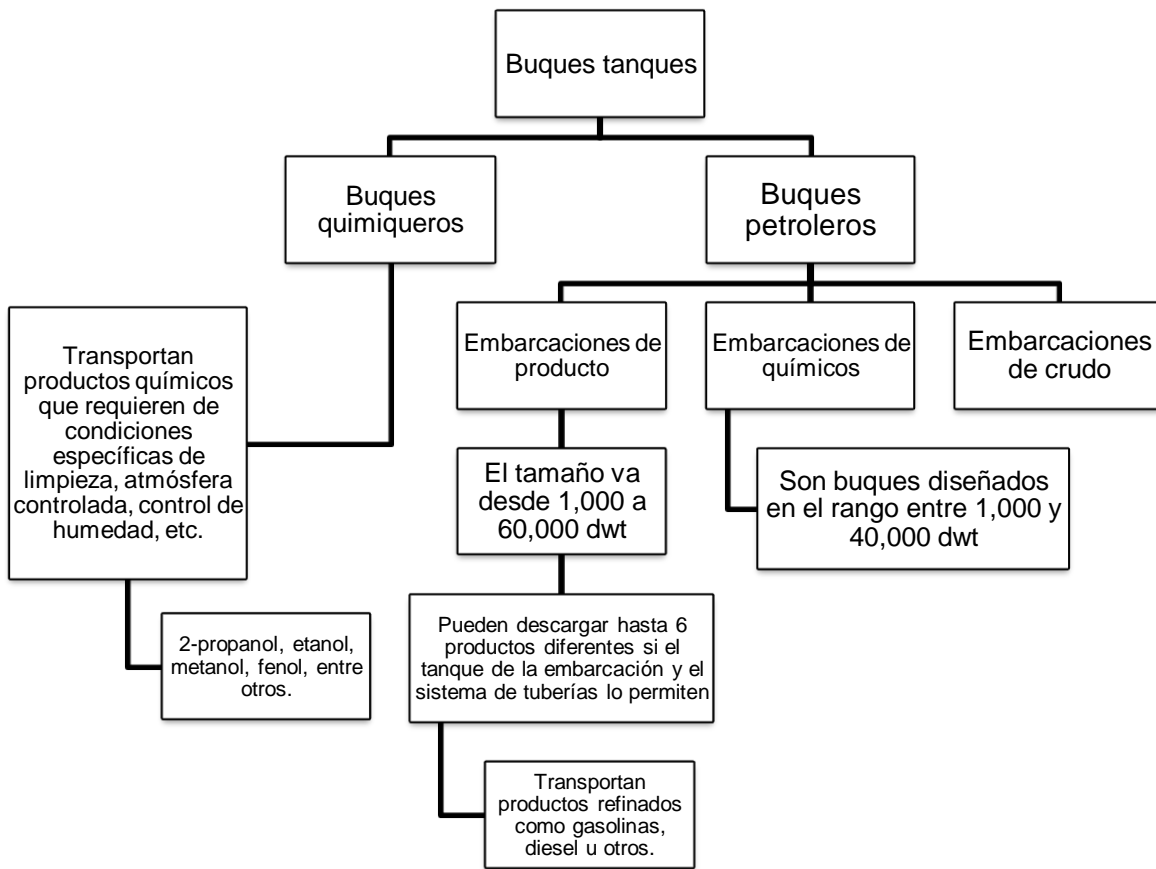 Buques tanques
Buques
quimiqueros
Buques
petroleros
Transportan
productos químicos
que requieren de
condiciones
específicas de
limpieza, atmósfera
controlada, control de
humedad, etc.
2-propanol, etanol,
metanol, fenol, entre
otros.
Embarcaciones de
producto
El tamaño va
desde 1,000 a
60,000 dwt
Pueden descargar hasta 6
productos diferentes si el
tanque de la embarcación y el
sistema de tuberías lo permiten
Transportan
productos refinados
como gasolinas,
diesel u otros.
Embarcaciones de
químicos
Son buques diseñados
en el rango entre 1,000 y
40,000 dwt
Embarcaciones
de crudo